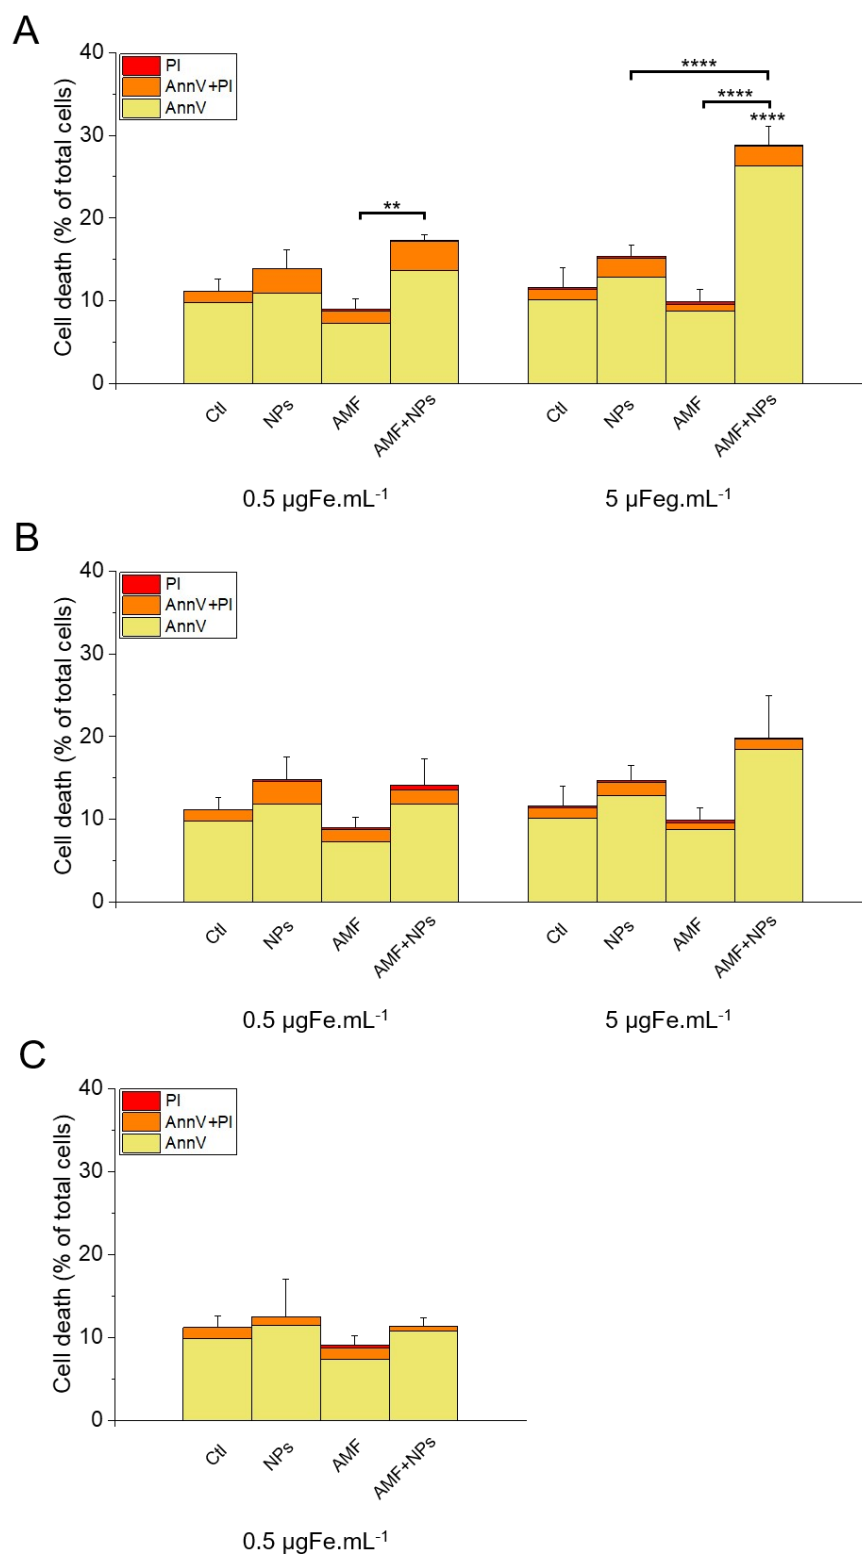 A
Cell death (% of total cells)
40
30
20
10
0
PI
AnnV+PI
AnnV
**
****
****
****
Ctl
NPs
AMF
AMF+NPs
Ctl
NPs
AMF
AMF+NPs
0.5 µgFe.mL⁻¹
5 µFeg.mL⁻¹
B
Cell death (% of total cells)
40
30
20
10
0
PI
AnnV+PI
AnnV
Ctl
NPs
AMF
AMF+NPs
Ctl
NPs
AMF
AMF+NPs
0.5 µgFe.mL⁻¹
5 µgFe.mL⁻¹
C
Cell death (% of total cells)
40
30
20
10
0
PI
AnnV+PI
AnnV
Ctl
NPs
AMF
AMF+NPs
0.5 µgFe.mL⁻¹